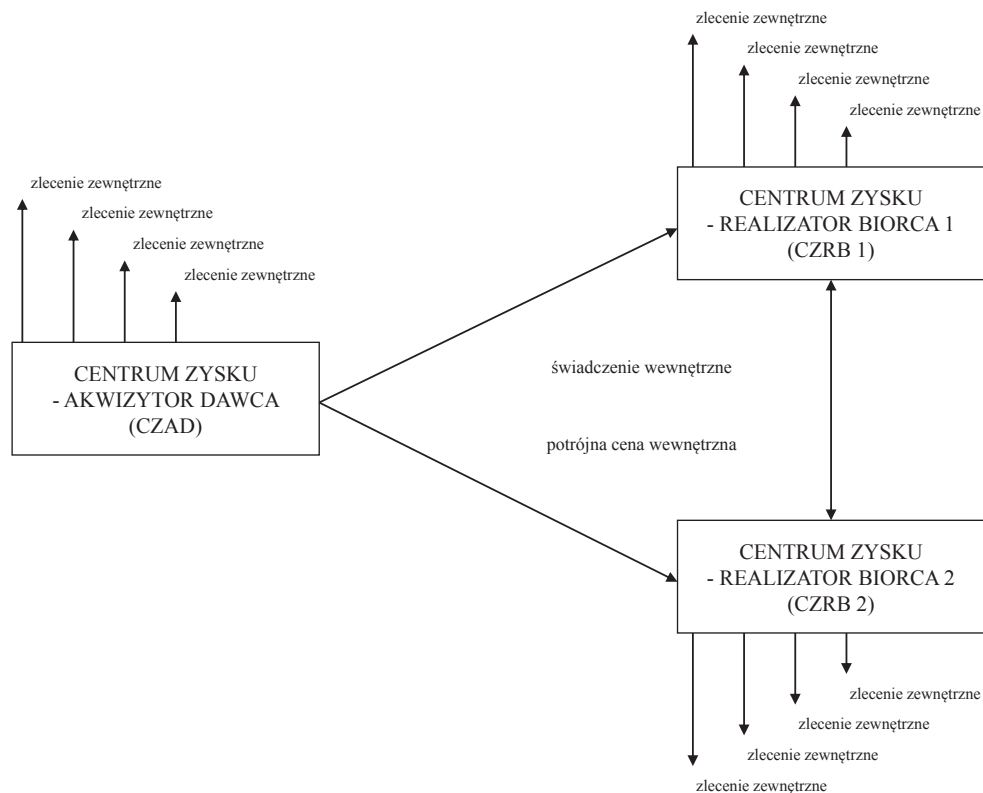 zlecenie zewnętrzne
zlecenie zewnętrzne
zlecenie zewnętrzne
zlecenie zewnętrzne
CENTRUM ZYSKU
- REALIZATOR BIORCA 1
(CZRB 1)
zlecenie zewnętrzne
zlecenie zewnętrzne
zlecenie zewnętrzne
zlecenie zewnętrzne
CENTRUM ZYSKU
- AKWIZYTOR DAWCA
(CZAD)
świadczenie wewnętrzne
potrójna cena wewnętrzna
CENTRUM ZYSKU
- REALIZATOR BIORCA 2
(CZRB 2)
zlecenie zewnętrzne
zlecenie zewnętrzne
zlecenie zewnętrzne
zlecenie zewnętrzne